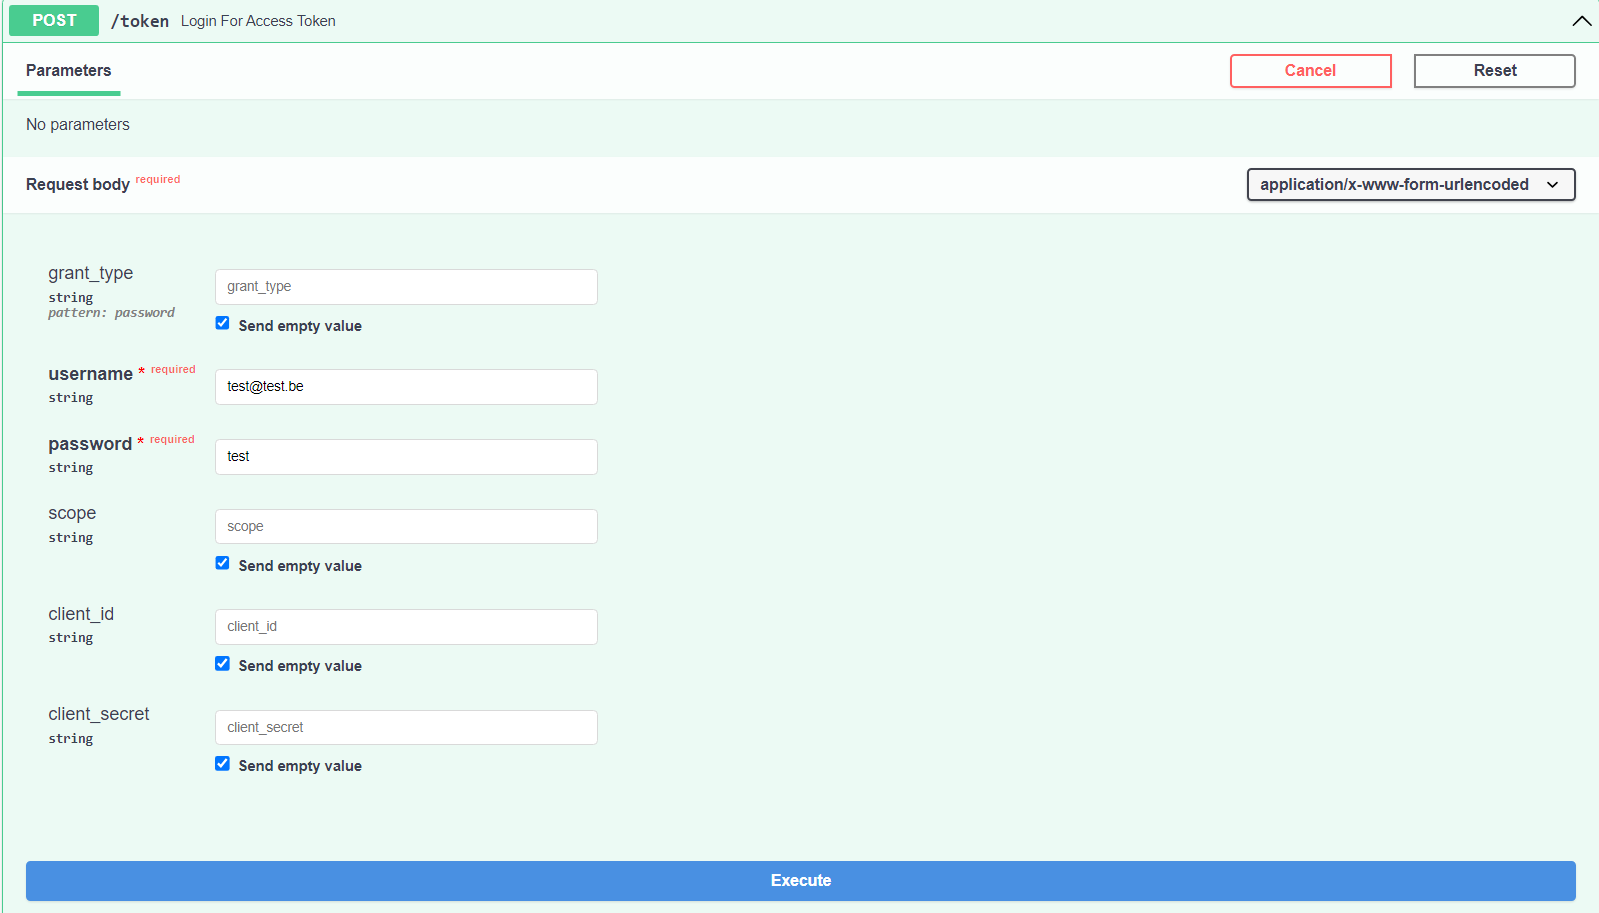 POST /token Login For Access Token
Parameters Cancel Reset
No parameters
Request body required application/x-www-form-urlencoded
grant_type grant_type
string
pattern: password
Send empty value
username * required test@test.be
string
password * required test
string
scope scope
string
Send empty value
client_id client_id
string
Send empty value
client_secret client_secret
string
Send empty value
Execute